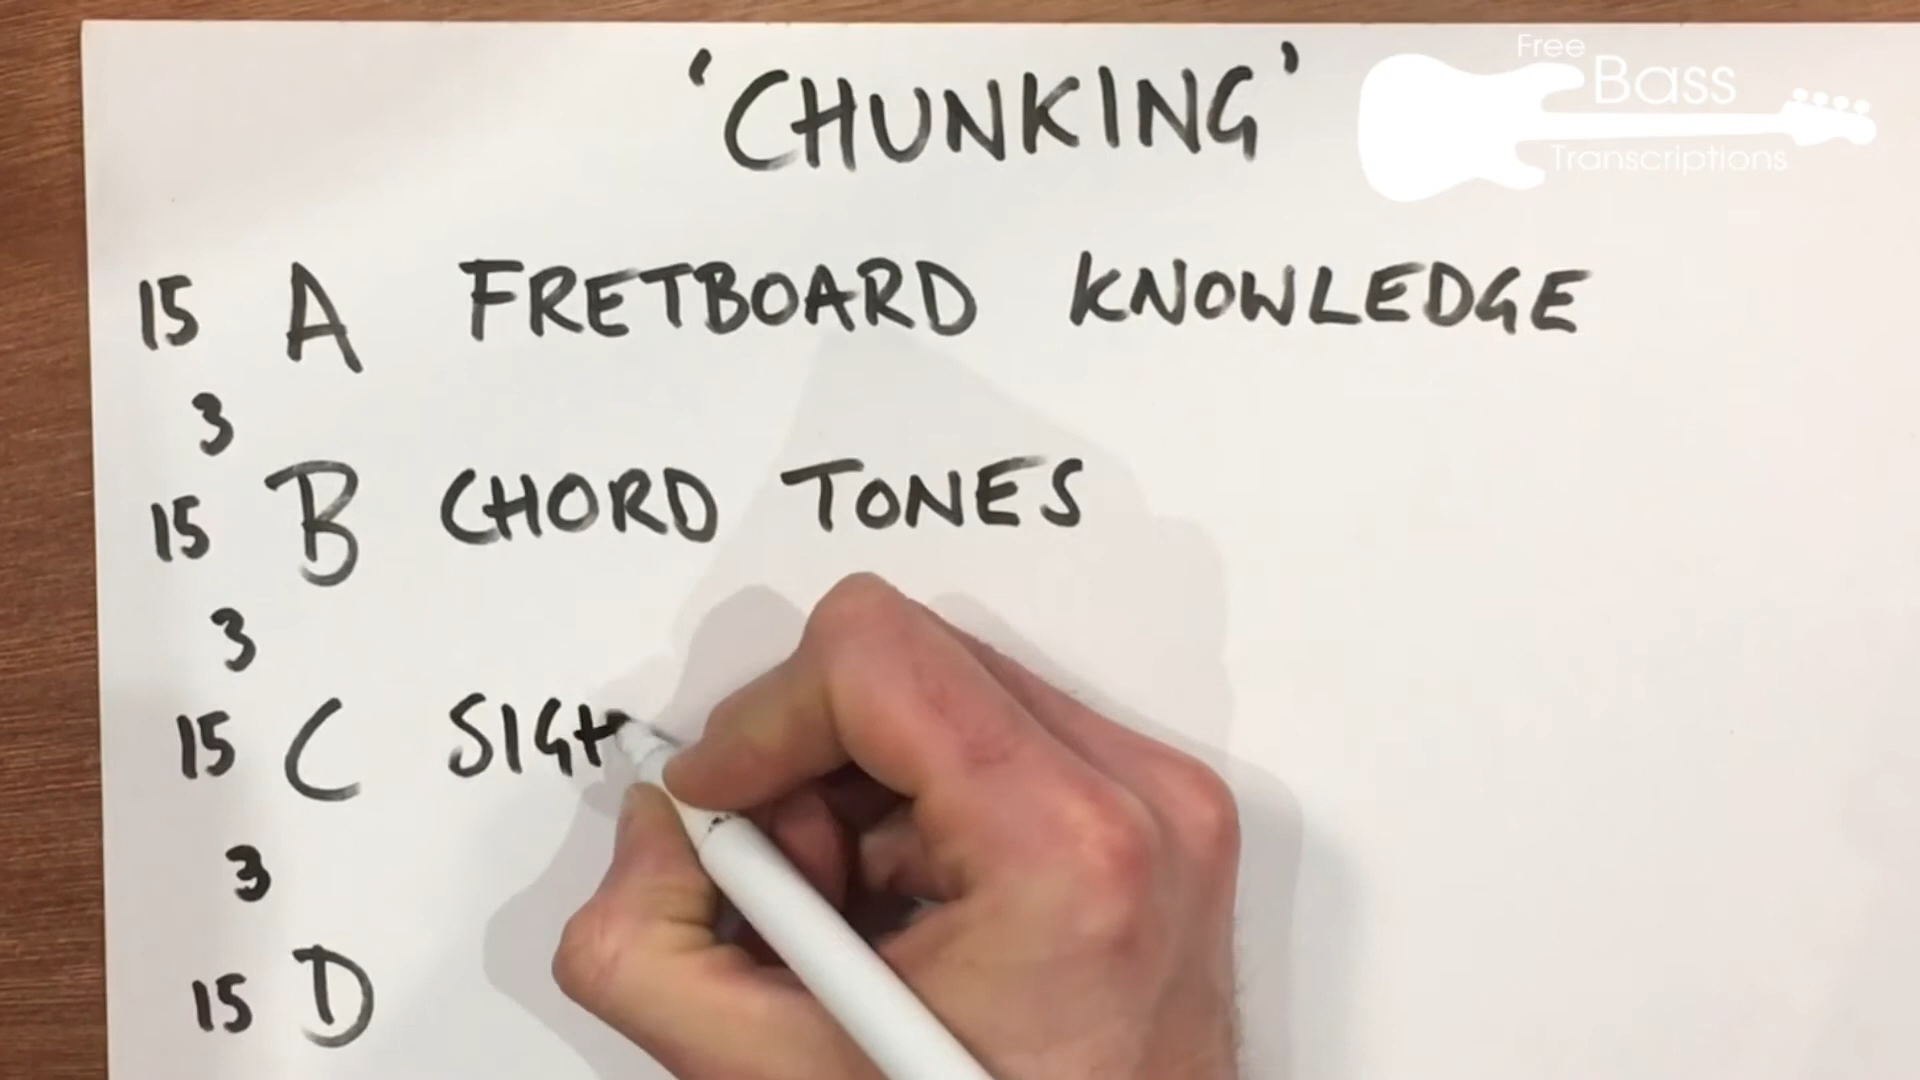 'CHUNKING'
Free
Bass
Transcriptions
15 A FRETBOARD KNOWLEDGE
3
15 B CHORD TONES
3
15 C SIGH
3
15 D